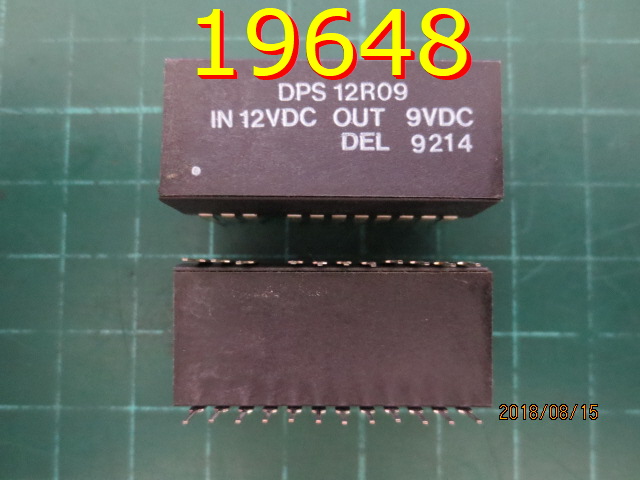 19648
DPS 12R09
IN 12VDC OUT 9VDC
DEL 9214
2018/08/15